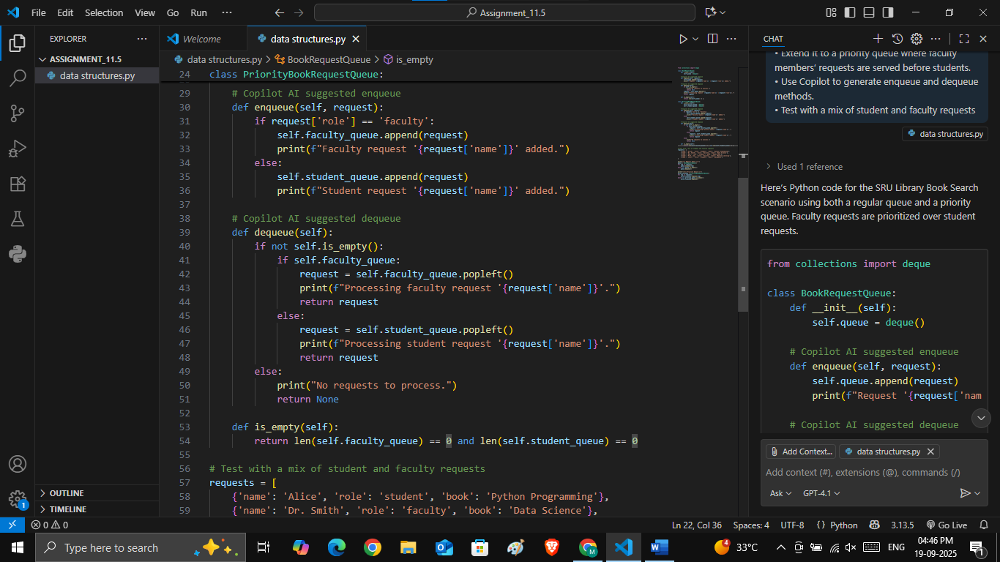 File Edit Selection View Go Run ···
Assignment_11.5
EXPLORER ···
ASSIGNMENT_11.5
data structures.py
OUTLINE
TIMELINE
Welcome
data structures.py
data structures.py > BookRequestQueue > is_empty
24 class PriorityBookRequestQueue:
29 # Copilot AI suggested enqueue
30 def enqueue(self, request):
31 if request['role'] == 'faculty':
32 self.faculty_queue.append(request)
33 print(f"Faculty request '{request['name']}' added.")
34 else:
35 self.student_queue.append(request)
36 print(f"Student request '{request['name']}' added.")
37
38 # Copilot AI suggested dequeue
39 def dequeue(self):
40 if not self.is_empty():
41 if self.faculty_queue:
42 request = self.faculty_queue.popleft()
43 print(f"Processing faculty request '{request['name']}'.")
44 return request
45 else:
46 request = self.student_queue.popleft()
47 print(f"Processing student request '{request['name']}'.")
48 return request
49 else:
50 print("No requests to process.")
51 return None
52
53 def is_empty(self):
54 return len(self.faculty_queue) == 0 and len(self.student_queue) == 0
55
56 # Test with a mix of student and faculty requests
57 requests = [
58 {'name': 'Alice', 'role': 'student', 'book': 'Python Programming'},
59 {'name': 'Dr. Smith', 'role': 'faculty', 'book': 'Data Science'},
CHAT
• Extend it to a priority queue where faculty
members' requests are served before students.
• Use Copilot to generate enqueue and dequeue
methods.
• Test with a mix of student and faculty requests
data structures.py
> Used 1 reference
Here's Python code for the SRU Library Book Search
scenario using both a regular queue and a priority
queue. Faculty requests are prioritized over student
requests.
from collections import deque
class BookRequestQueue:
def __init__(self):
self.queue = deque()
# Copilot AI suggested enqueue
def enqueue(self, request):
self.queue.append(request)
print(f"Request '{request['nam
# Copilot AI suggested dequeue
Add Context... data structures.py
Add context (#), extensions (@), commands (/)
Ask GPT-4.1
1
0 0
Ln 22, Col 36 Spaces: 4 UTF-8 {} Python 3.13.5 Go Live
Type here to search
4 33°C ENG 04:46 PM
19-09-2025
1